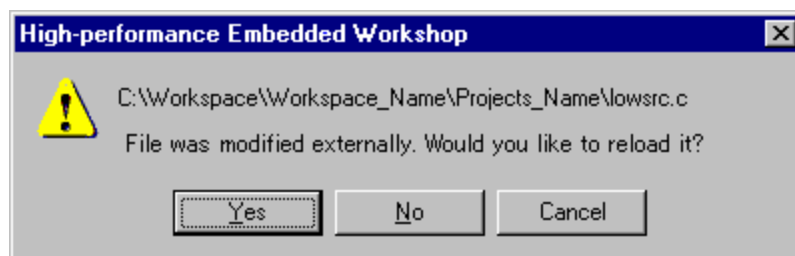 High-performance Embedded Workshop
C:\Workspace\Workspace_Name\Projects_Name\lowsrc.c
File was modified externally. Would you like to reload it?
Yes No Cancel